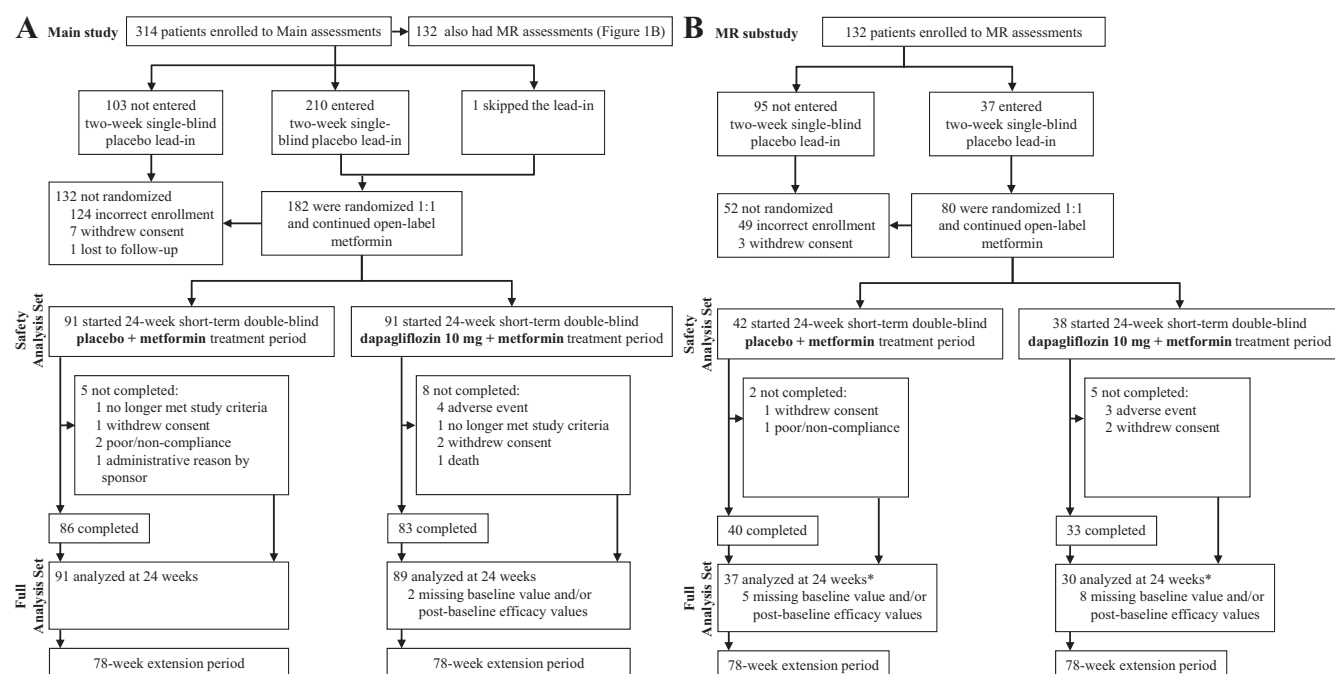 A Main study
314 patients enrolled to Main assessments
132 also had MR assessments (Figure 1B)
103 not entered
two-week single-blind
placebo lead-in
210 entered
two-week single-
blind placebo lead-in
1 skipped the lead-in
132 not randomized
124 incorrect enrollment
7 withdrew consent
1 lost to follow-up
182 were randomized 1:1
and continued open-label
metformin
Safety
Analysis Set
91 started 24-week short-term double-blind
placebo + metformin treatment period
91 started 24-week short-term double-blind
dapagliflozin 10 mg + metformin treatment period
5 not completed:
1 no longer met study criteria
1 withdrew consent
2 poor/non-compliance
1 administrative reason by
sponsor
8 not completed:
4 adverse event
1 no longer met study criteria
2 withdrew consent
1 death
86 completed
83 completed
Full
Analysis Set
91 analyzed at 24 weeks
89 analyzed at 24 weeks
2 missing baseline value and/or
post-baseline efficacy values
78-week extension period
78-week extension period
B MR substudy
132 patients enrolled to MR assessments
95 not entered
two-week single-blind
placebo lead-in
37 entered
two-week single-blind
placebo lead-in
52 not randomized
49 incorrect enrollment
3 withdrew consent
80 were randomized 1:1
and continued open-label
metformin
Safety
Analysis Set
42 started 24-week short-term double-blind
placebo + metformin treatment period
38 started 24-week short-term double-blind
dapagliflozin 10 mg + metformin treatment period
2 not completed:
1 withdrew consent
1 poor/non-compliance
5 not completed:
3 adverse event
2 withdrew consent
40 completed
33 completed
Full
Analysis Set
37 analyzed at 24 weeks*
5 missing baseline value and/or
post-baseline efficacy values
30 analyzed at 24 weeks*
8 missing baseline value and/or
post-baseline efficacy values
78-week extension period
78-week extension period